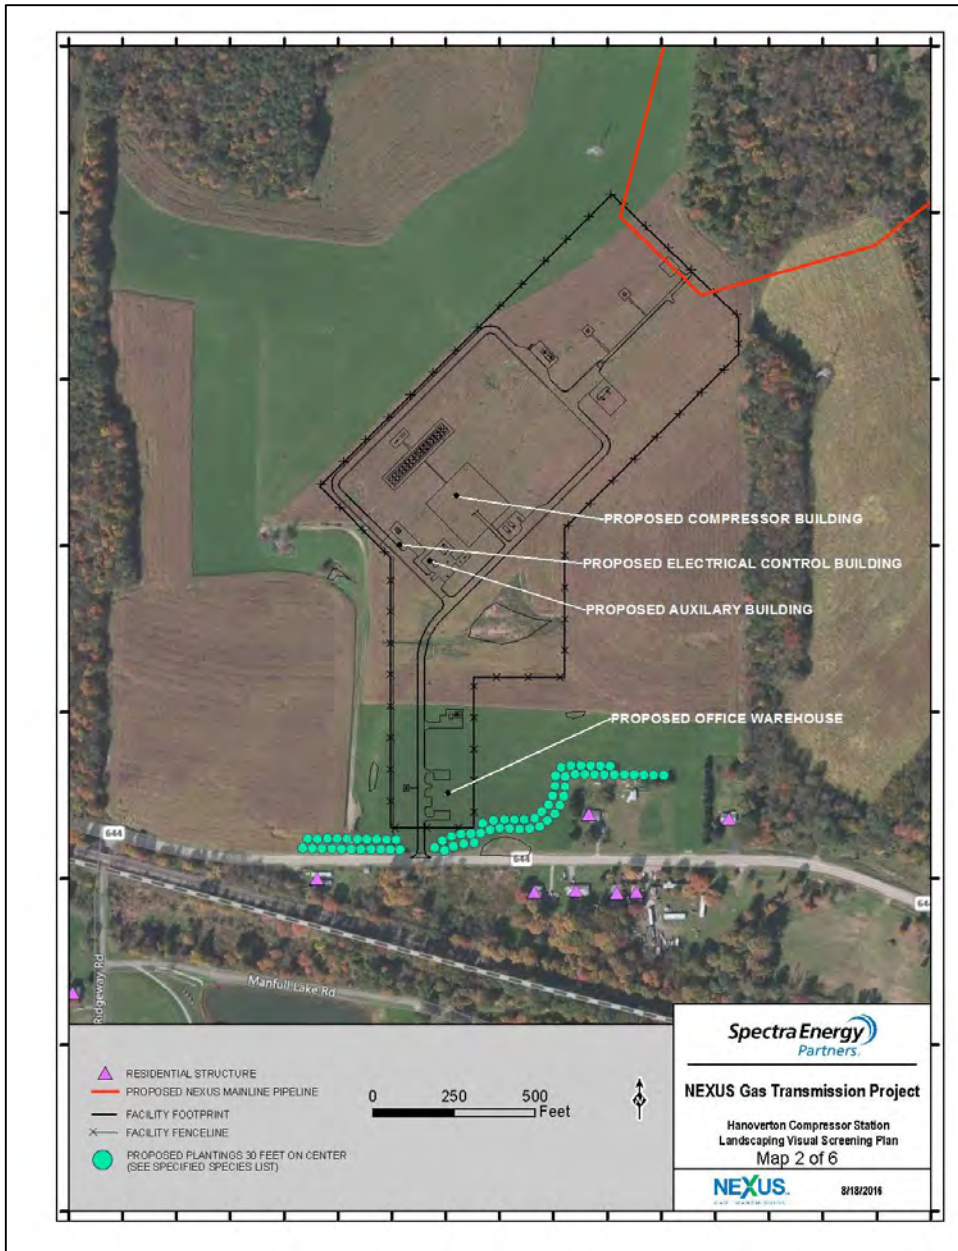 PROPOSED COMPRESSOR BUILDING
PROPOSED ELECTRICAL CONTROL BUILDING
PROPOSED AUXILARY BUILDING
PROPOSED OFFICE WAREHOUSE
644
644
64
Ridgeway Rd
Manfull Lake Rd
RESIDENTIAL STRUCTURE
PROPOSED NEXUS MAINLINE PIPELINE
FACILITY FOOTPRINT
FACILITY FENCELINE
PROPOSED PLANTINGS 30 FEET ON CENTER
(SEE SPECIFIED SPECIES LIST)
0 250 500
Feet
N
Spectra Energy
Partners.
NEXUS Gas Transmission Project
Hanoverton Compressor Station
Landscaping Visual Screening Plan
Map 2 of 6
NEXUS
GAS TRANSMISSION
8/18/2016